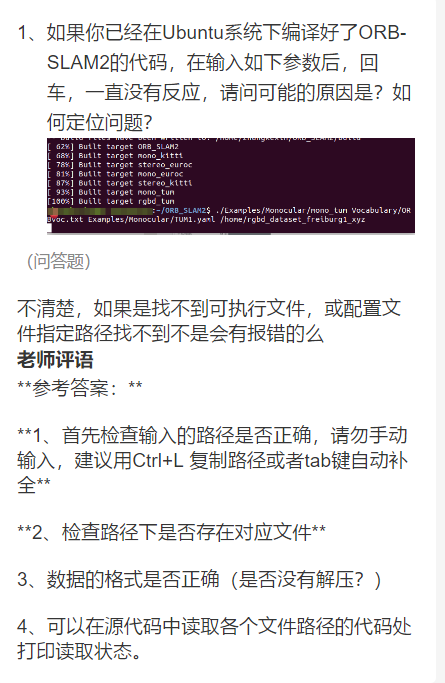 1、如果你已经在Ubuntu系统下编译好了ORB-
SLAM2的代码，在输入如下参数后，回
车，一直没有反应，请问可能的原因是？如
何定位问题？
[ 62%] Built target ORB_SLAM2
[ 68%] Built target mono_kitti
[ 78%] Built target stereo_euroc
[ 81%] Built target mono_euroc
[ 87%] Built target stereo_kitti
[ 93%] Built target mono_tum
[100%] Built target rgbd_tum
:~/ORB_SLAM2$ ./Examples/Monocular/mono_tum Vocabulary/OR
Bvoc.txt Examples/Monocular/TUM1.yaml /home/rgbd_dataset_freiburg1_xyz
（问答题）
不清楚，如果是找不到可执行文件，或配置文
件指定路径找不到不是会有报错的么
老师评语
**参考答案：**
**1、首先检查输入的路径是否正确，请勿手动
输入，建议用Ctrl+L 复制路径或者tab键自动补
全**
**2、检查路径下是否存在对应文件**
3、数据的格式是否正确（是否没有解压？）
4、可以在源代码中读取各个文件路径的代码处
打印读取状态。